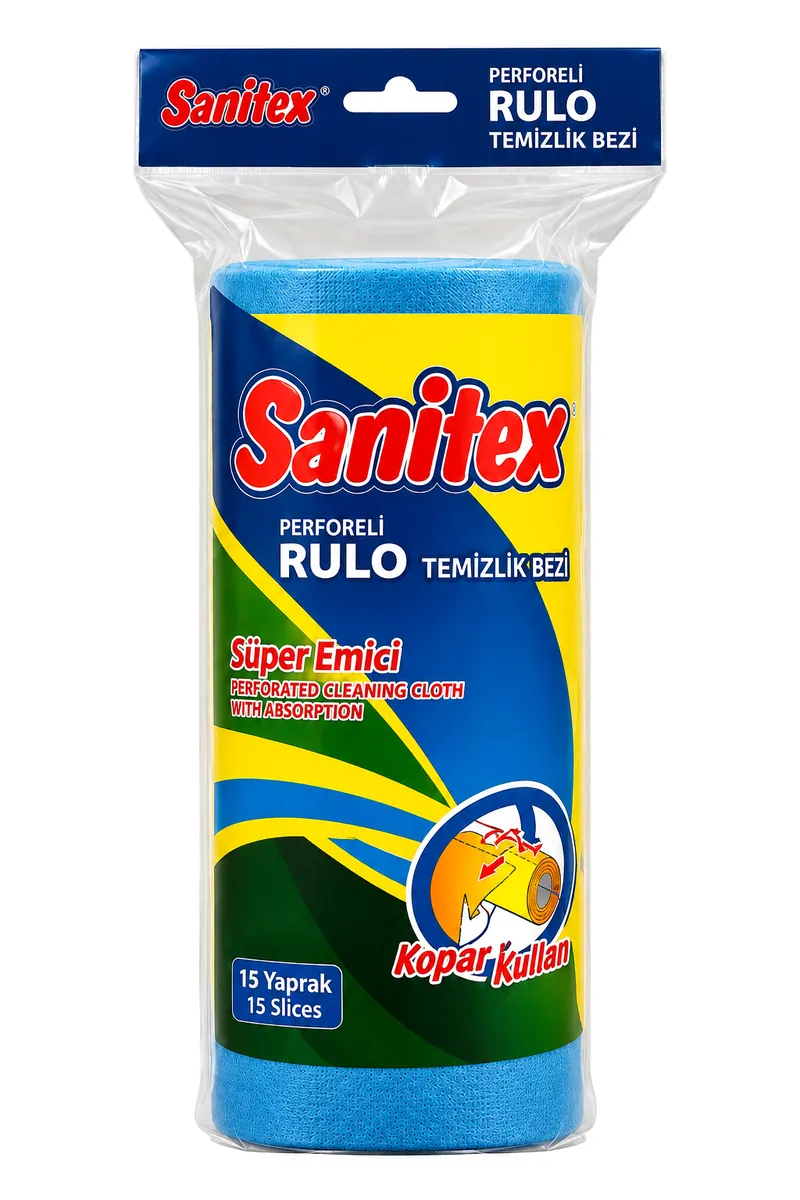 Sanitex®
PERFORELİ
RULO
TEMİZLİK BEZİ
Sanitex®
PERFORELİ
RULO TEMİZLİK BEZİ
Süper Emici
PERFORATED CLEANING CLOTH
WITH ABSORPTION
Kopar Kullan
15 Yaprak
15 Slices